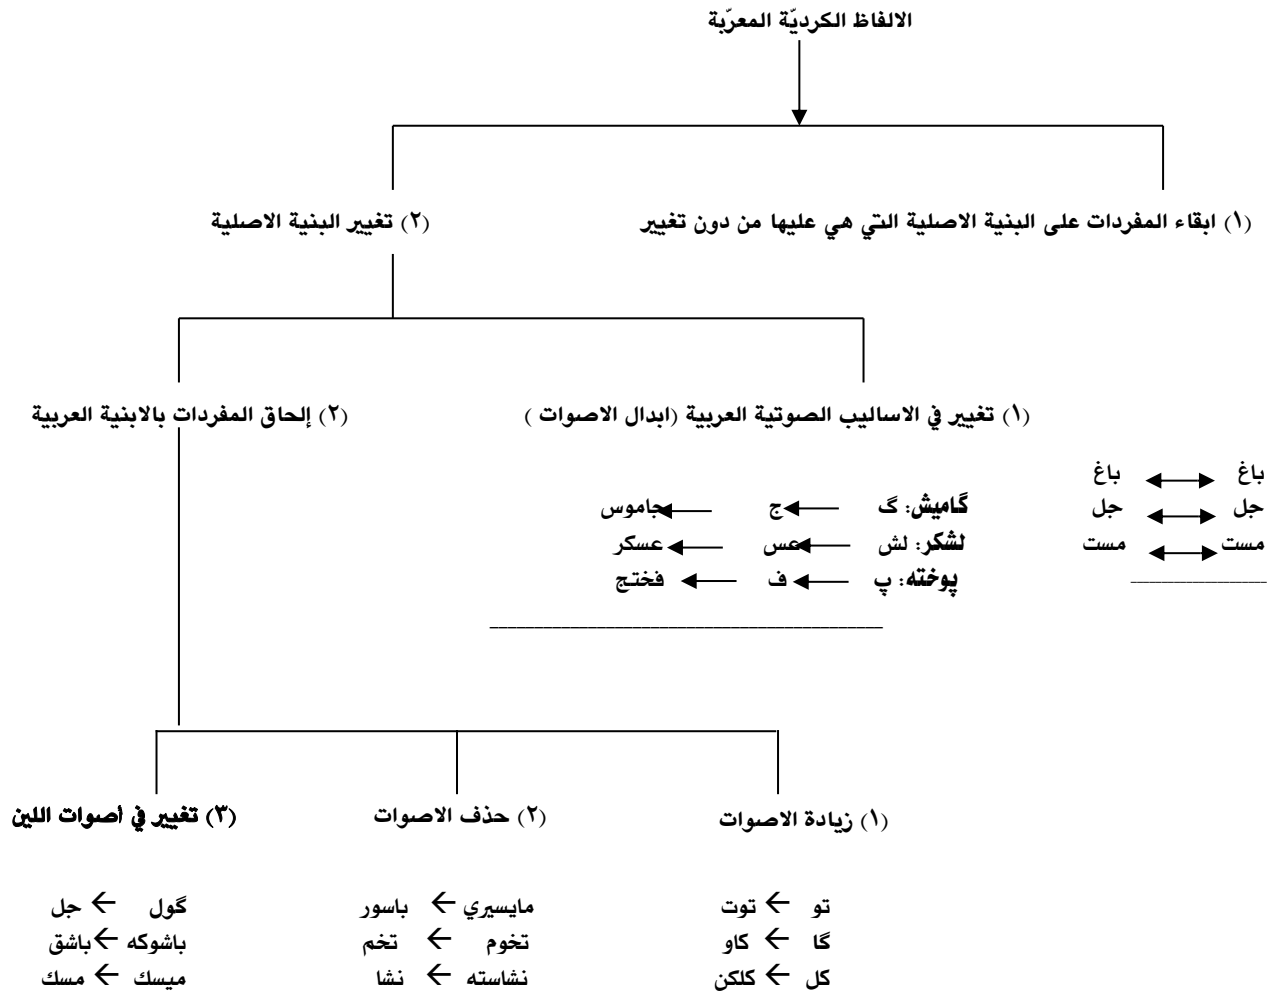 الالفاظ الكرديّة المعرّبة
(١) ابقاء المفردات على البنية الاصلية التي هي عليها من دون تغيير
(٢) تغيير البنية الاصلية
(١) تغيير في الاساليب الصوتية العربية (ابدال الاصوات )
(٢) إلحاق المفردات بالابنية العربية
باغ باغ
جل جل
مست مست
گاميش: گ ج جاموس
لشكر: لش عس عسكر
پوخته: پ ف فختج
(١) زيادة الاصوات
(٢) حذف الاصوات
(٣) تغيير في أصوات اللين
تو ← توت
گا ← كاو
كل ← كلكن
مايسيري ← باسور
تخوم ← تخم
نشاسته ← نشا
گول ← جل
باشوكه ← باشق
ميسك ← مسك